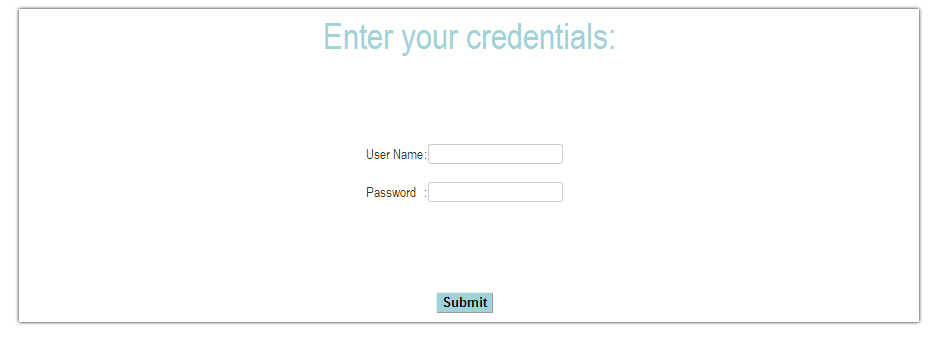 Enter your credentials:
User Name:
Password :
Submit